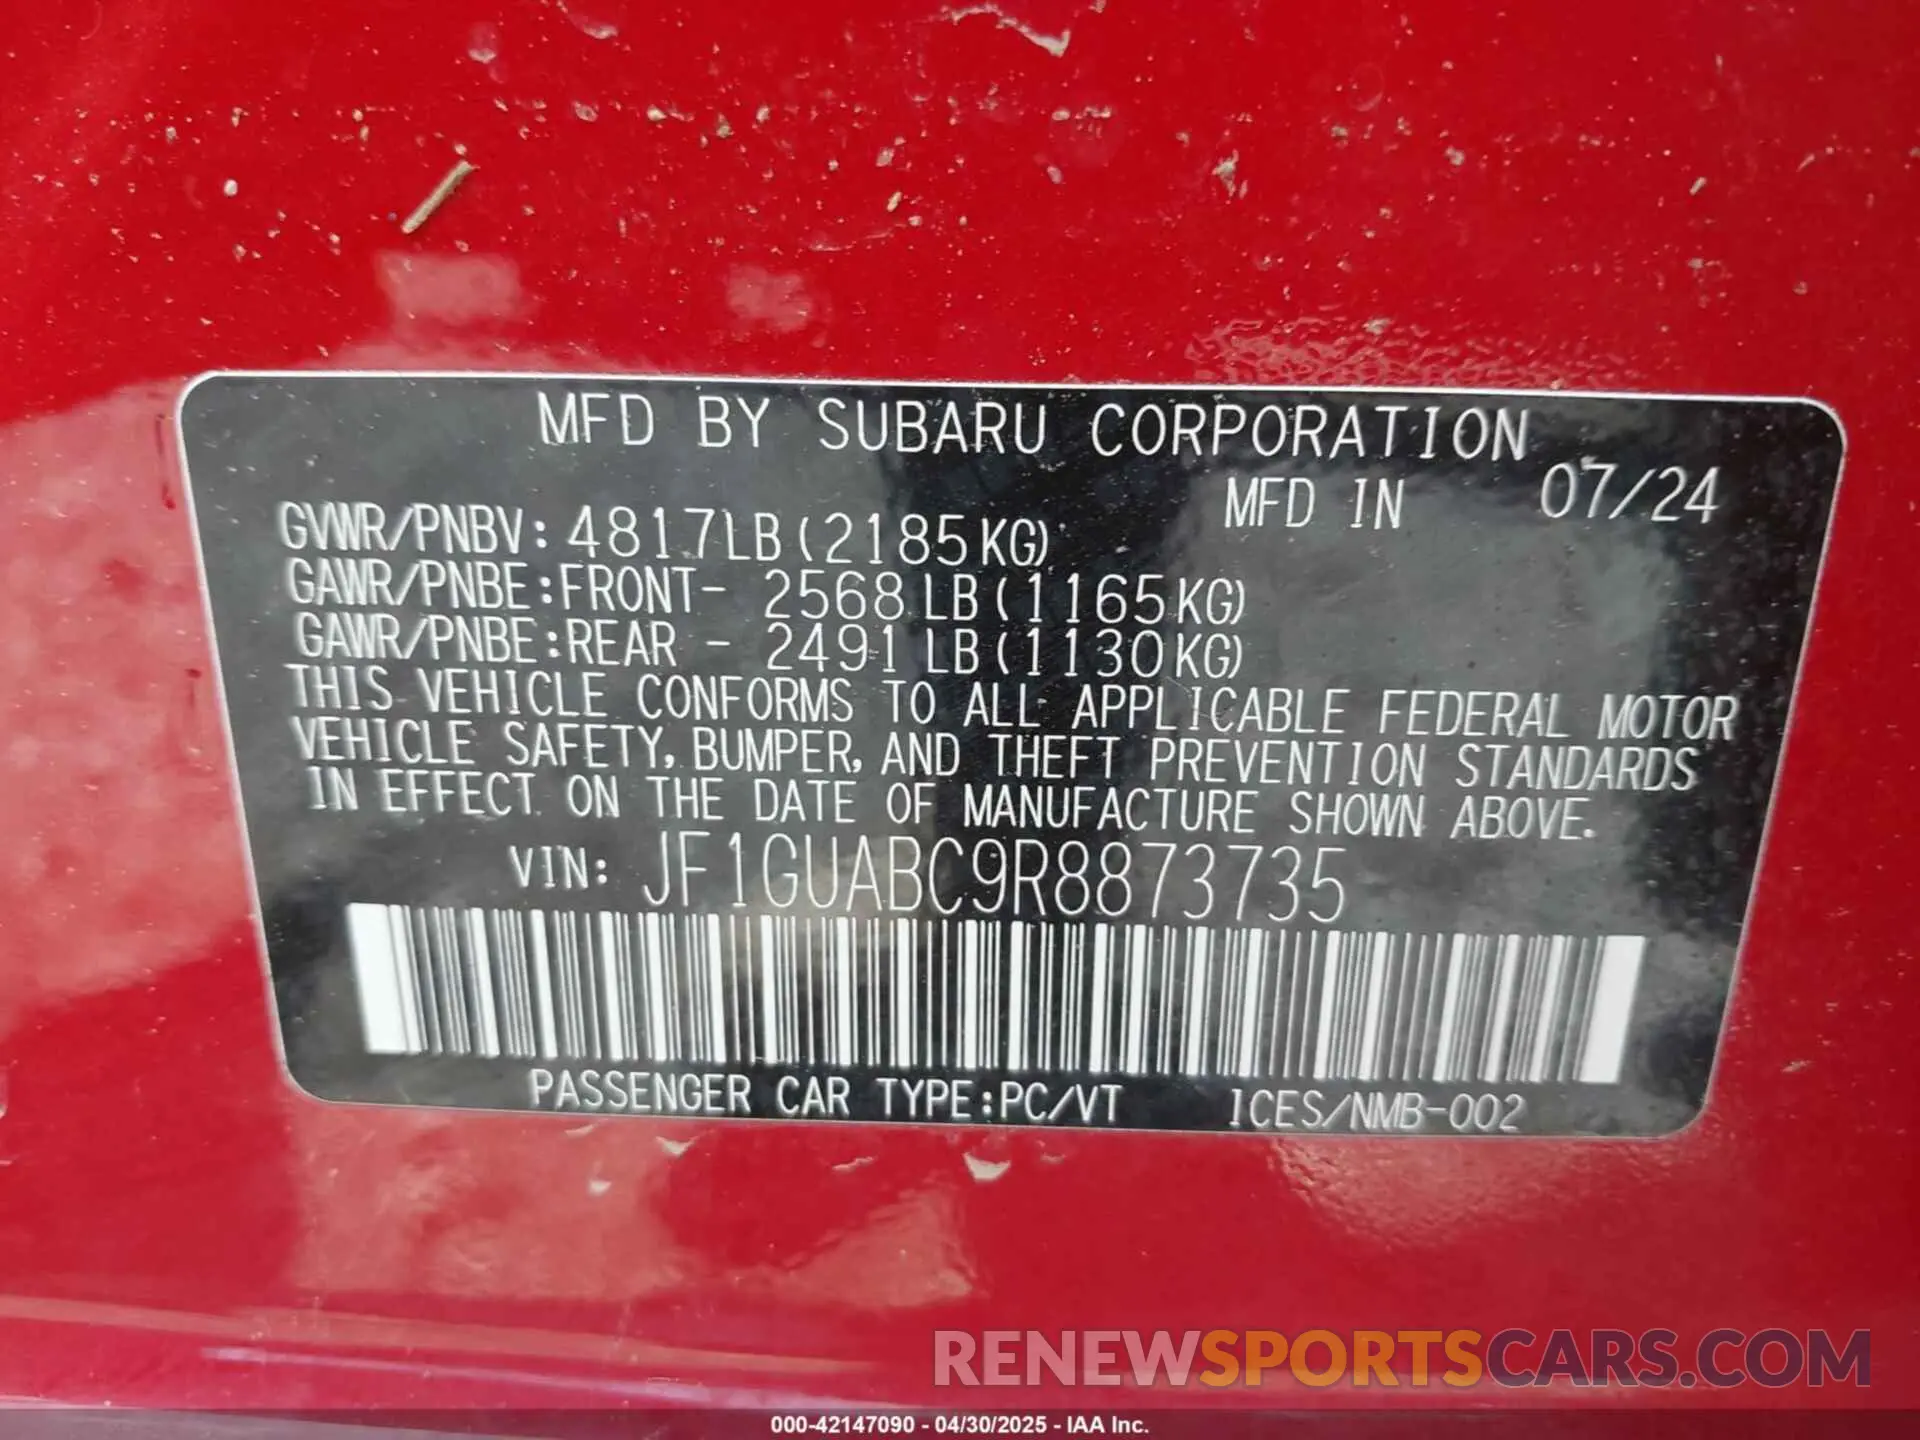 MFD BY SUBARU CORPORATION
MFD IN 07/24
GVWR/PNBV: 4817LB(2185KG)
GAWR/PNBE:FRONT- 2568LB(1165KG)
GAWR/PNBE:REAR - 2491LB(1130KG)
THIS VEHICLE CONFORMS TO ALL APPLICABLE FEDERAL MOTOR
VEHICLE SAFETY, BUMPER, AND THEFT PREVENTION STANDARDS
IN EFFECT ON THE DATE OF MANUFACTURE SHOWN ABOVE.
VIN: JF1GUABC9R8873735
PASSENGER CAR TYPE:PC/VT ICES/NMB-002
RENEWSPORTSCARS.COM
000-42147090 - 04/30/2025 - IAA Inc.